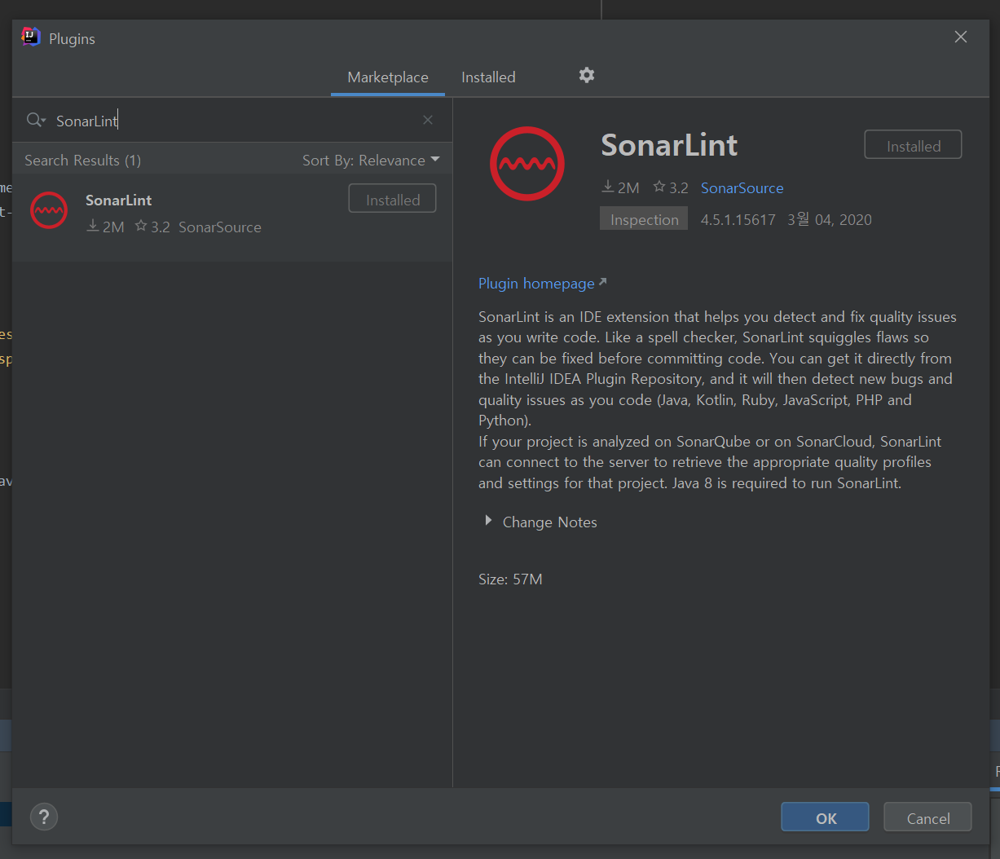 Plugins
Marketplace
Installed
SonarLint
Search Results (1)
Sort By: Relevance
SonarLint
Installed
2M 3.2 SonarSource
SonarLint
Installed
2M 3.2 SonarSource
Inspection 4.5.1.15617 3월 04, 2020
Plugin homepage
SonarLint is an IDE extension that helps you detect and fix quality issues
as you write code. Like a spell checker, SonarLint squiggles flaws so
they can be fixed before committing code. You can get it directly from
the IntelliJ IDEA Plugin Repository, and it will then detect new bugs and
quality issues as you code (Java, Kotlin, Ruby, JavaScript, PHP and
Python).
If your project is analyzed on SonarQube or on SonarCloud, SonarLint
can connect to the server to retrieve the appropriate quality profiles
and settings for that project. Java 8 is required to run SonarLint.
Change Notes
Size: 57M
?
OK
Cancel